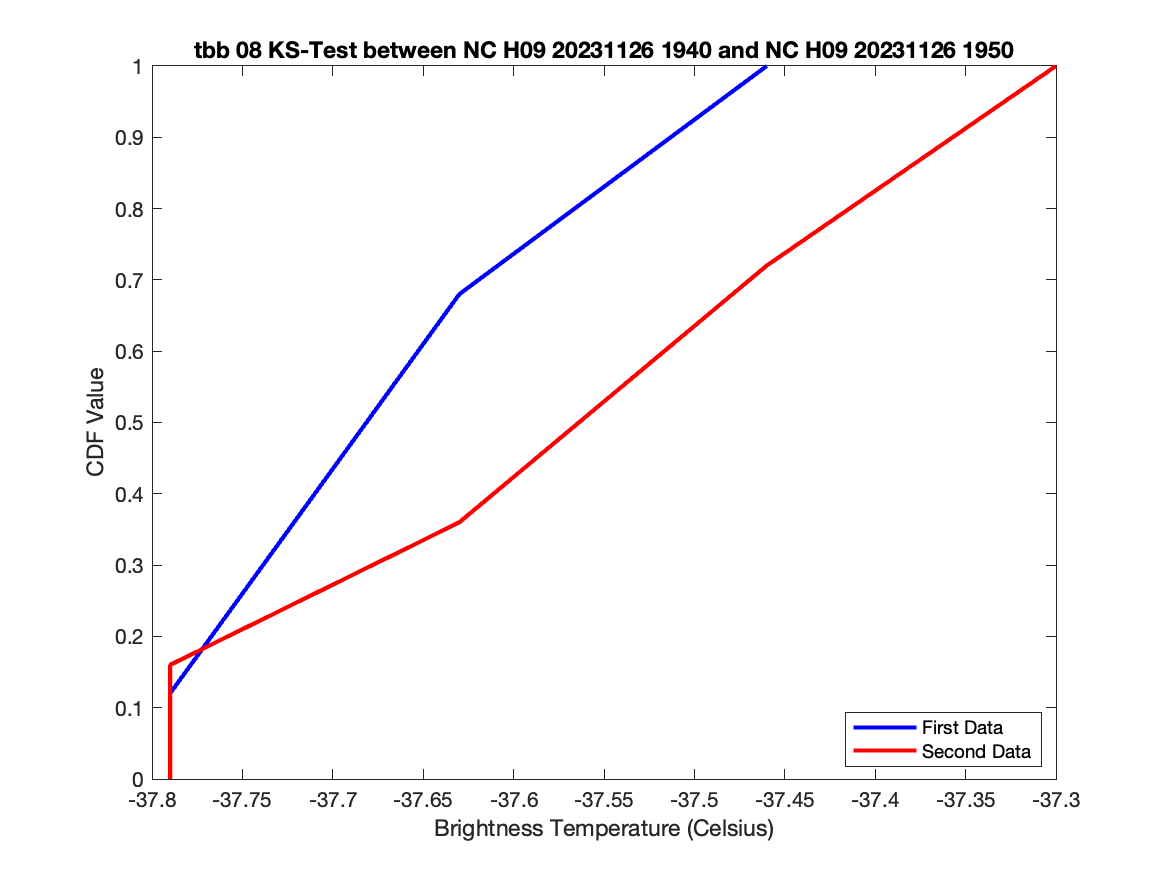 tbb 08 KS-Test between NC H09 20231126 1940 and NC H09 20231126 1950
1
0.9
0.8
0.7
0.6
0.5
0.4
0.3
0.2
0.1
0
CDF Value
First Data
Second Data
-37.8 -37.75 -37.7 -37.65 -37.6 -37.55 -37.5 -37.45 -37.4 -37.35 -37.3
Brightness Temperature (Celsius)